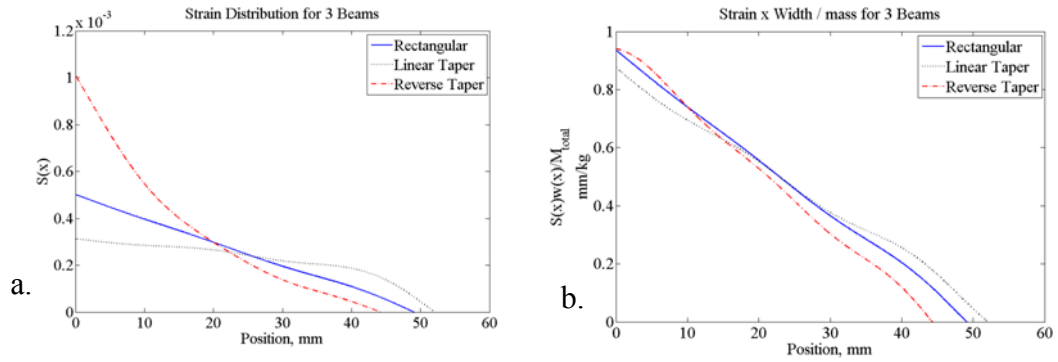 Strain Distribution for 3 Beams
x 10-3
1.2
1
0.8
0.6
0.4
0.2
0
S(x)
Rectangular
Linear Taper
Reverse Taper
0 10 20 30 40 50 60
Position, mm
a.
Strain x Width / mass for 3 Beams
1
0.8
0.6
0.4
0.2
0
S(x)w(x)/Mtotal
mm/kg
Rectangular
Linear Taper
Reverse Taper
0 10 20 30 40 50 60
Position, mm
b.